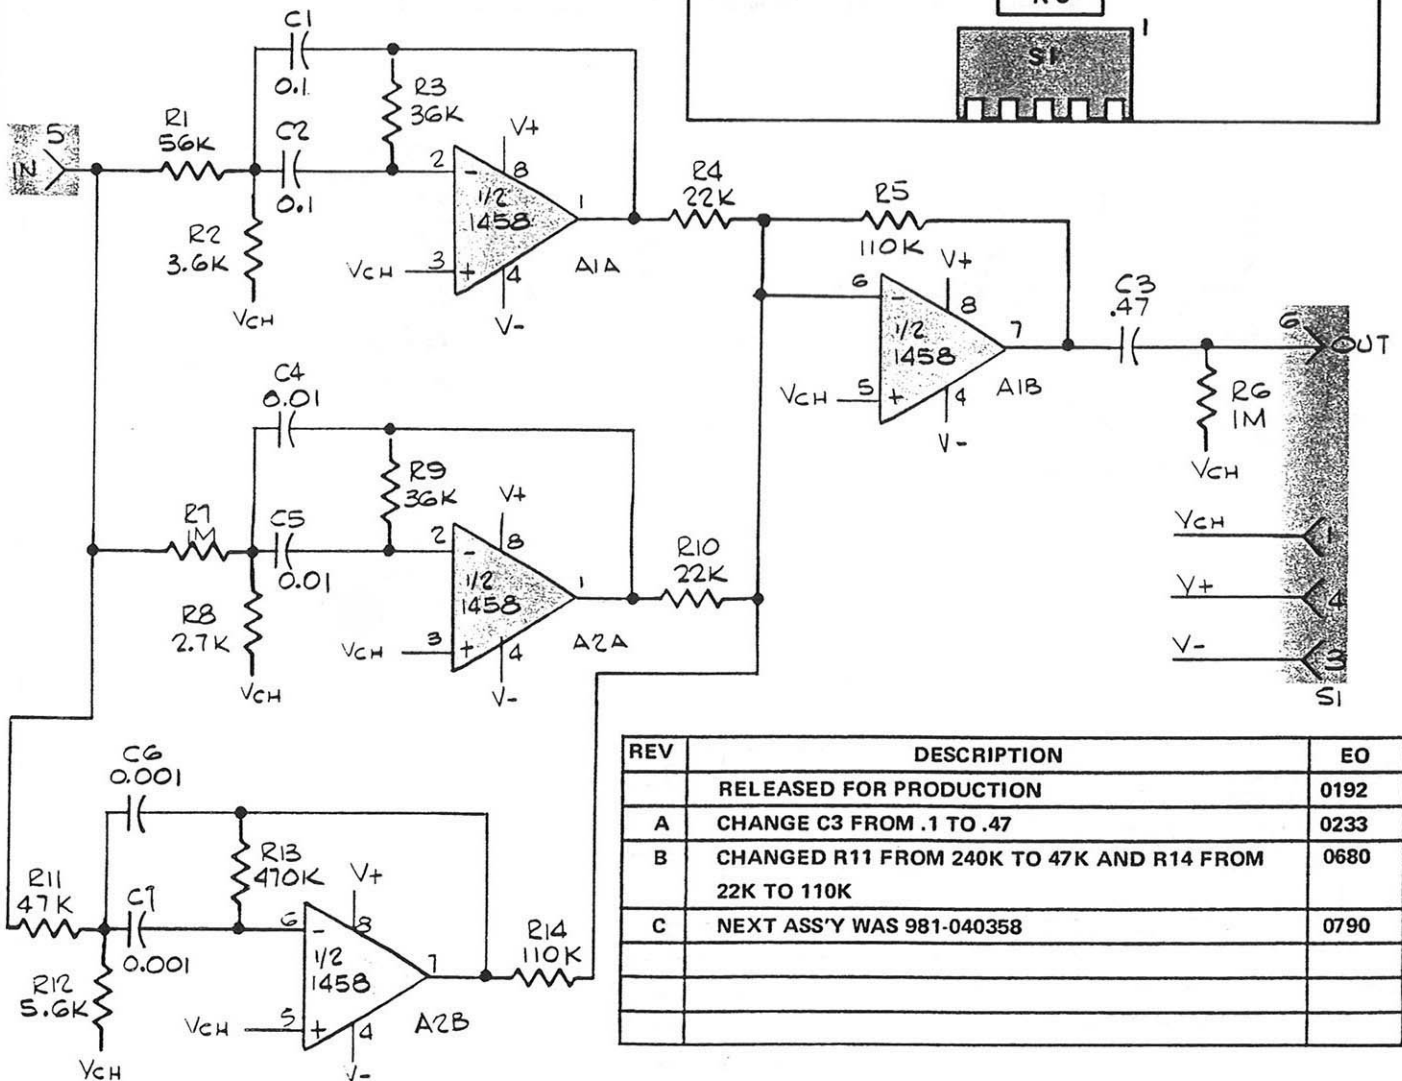 S1
1
C1
0.1
R3
36K
5
IN
R1
56K
C2
0.1
R2
3.6K
VCH
2
-
V+
8
1/2
1458
1
VCH
3
+
4
A1A
V-
R4
22K
R5
110K
6
-
V+
8
1/2
1458
7
VCH
5
+
4
A1B
V-
C3
.47
6
OUT
R6
1M
VCH
C4
0.01
R9
36K
R7
1M
C5
0.01
R8
2.7K
VCH
2
-
V+
8
1/2
1458
1
VCH
3
+
4
A2A
V-
R10
22K
VCH
1
V+
4
V-
3
S1
C6
0.001
R13
470K
R11
47K
C7
0.001
R12
5.6K
VCH
6
-
V+
8
1/2
1458
7
VCH
5
+
4
A2B
V-
R14
110K
REV DESCRIPTION EO
RELEASED FOR PRODUCTION 0192
A CHANGE C3 FROM .1 TO .47 0233
B CHANGED R11 FROM 240K TO 47K AND R14 FROM 0680
22K TO 110K
C NEXT ASS'Y WAS 981-040358 0790